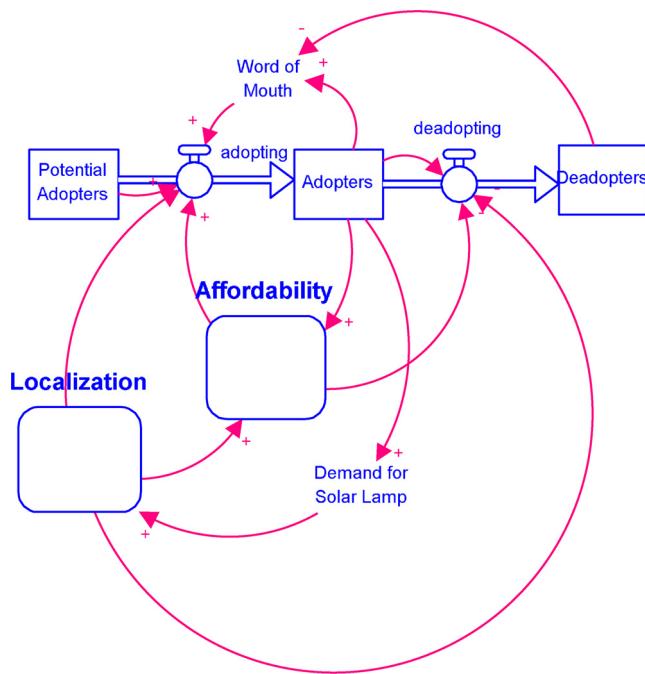 -
Word of
Mouth
+
+
deadopting
adopting
Potential
Adopters
+
Adopters
Deadopters
-
-
+
Affordability
+
Localization
+
+
Demand for
Solar Lamp
+